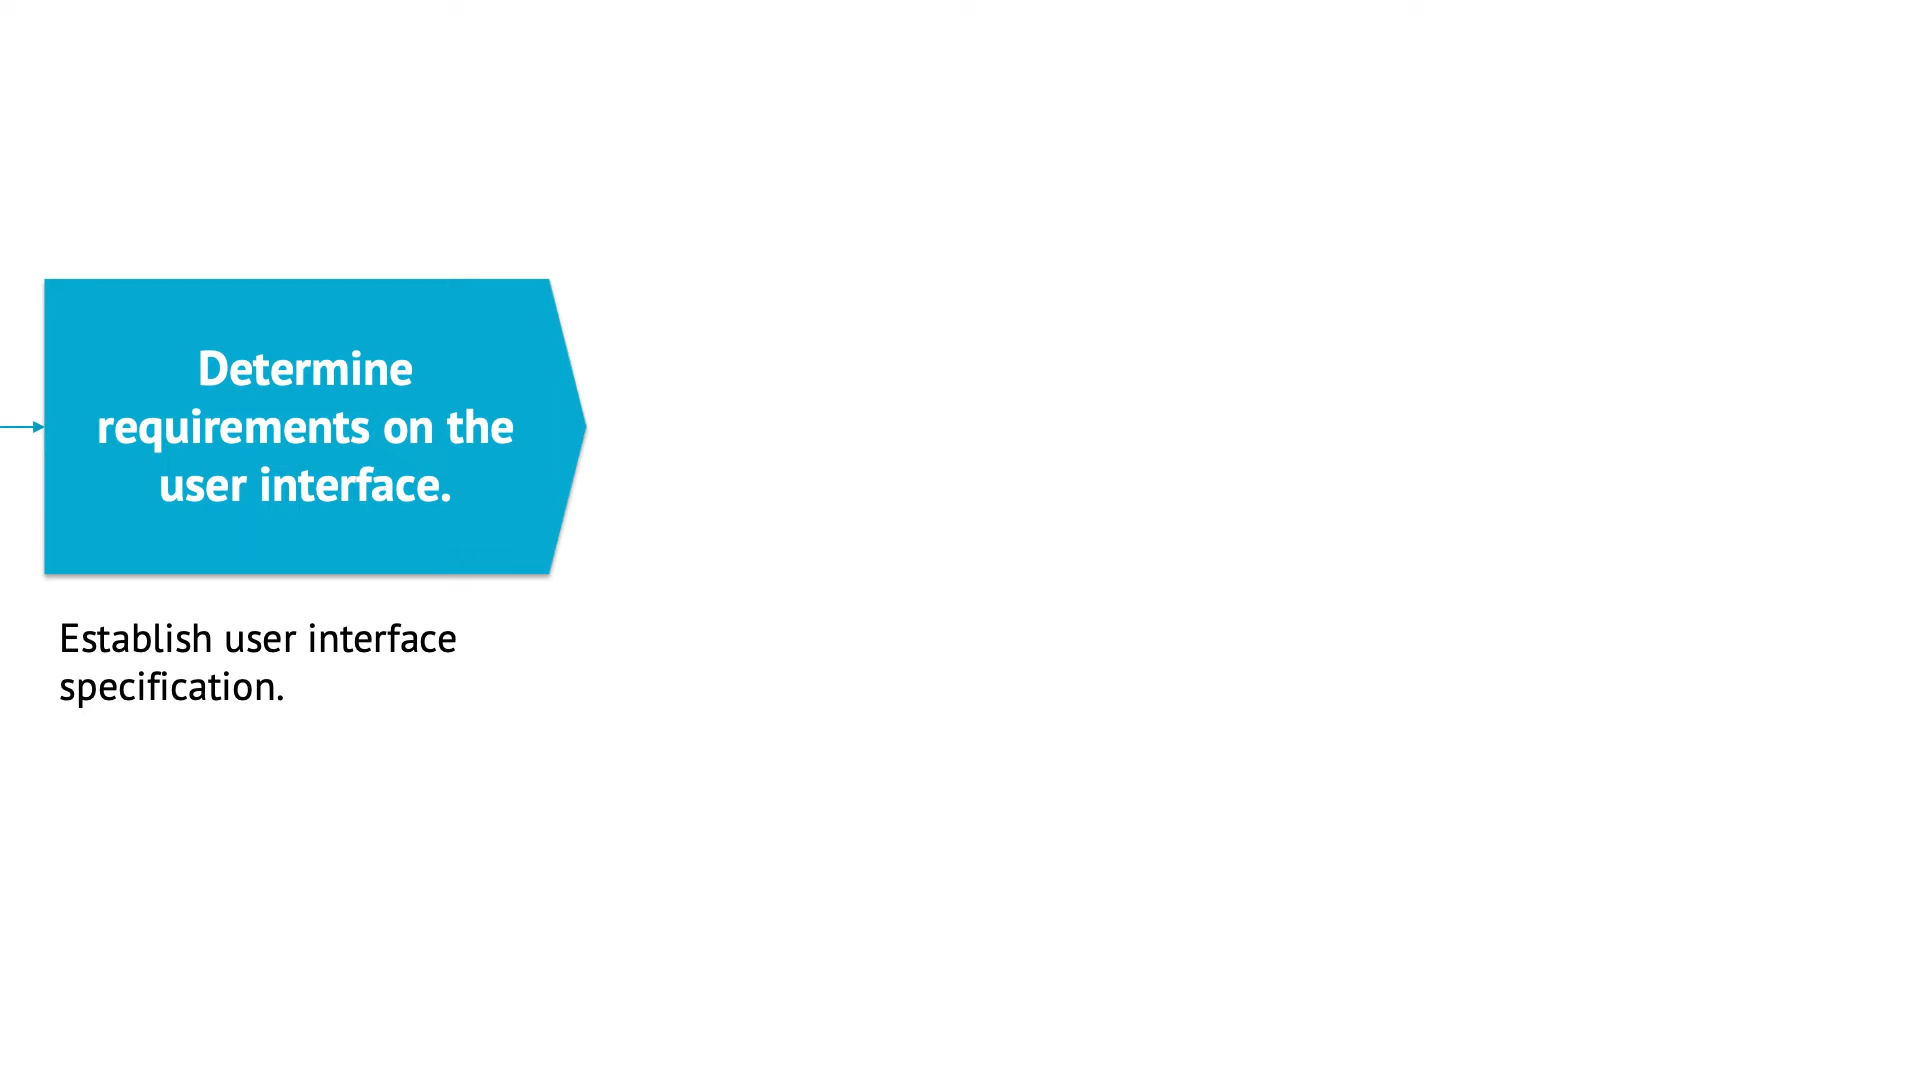 Determine
requirements on the
user interface.
Establish user interface
specification.